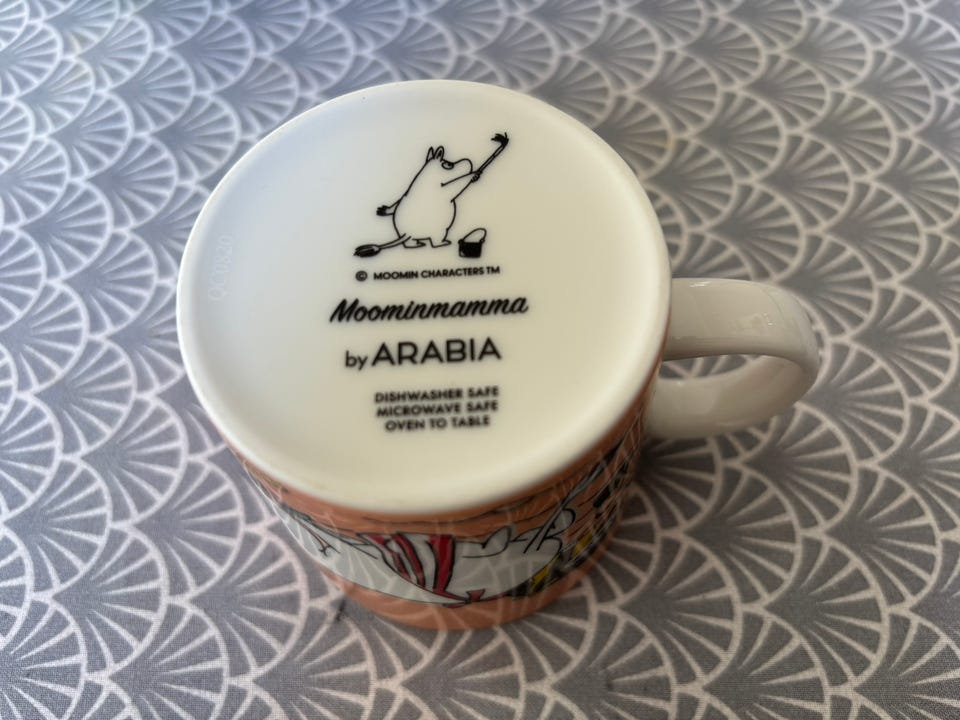 © MOOMIN CHARACTERS TM
Moominmamma
by ARABIA
DISHWASHER SAFE
MICROWAVE SAFE
OVEN TO TABLE